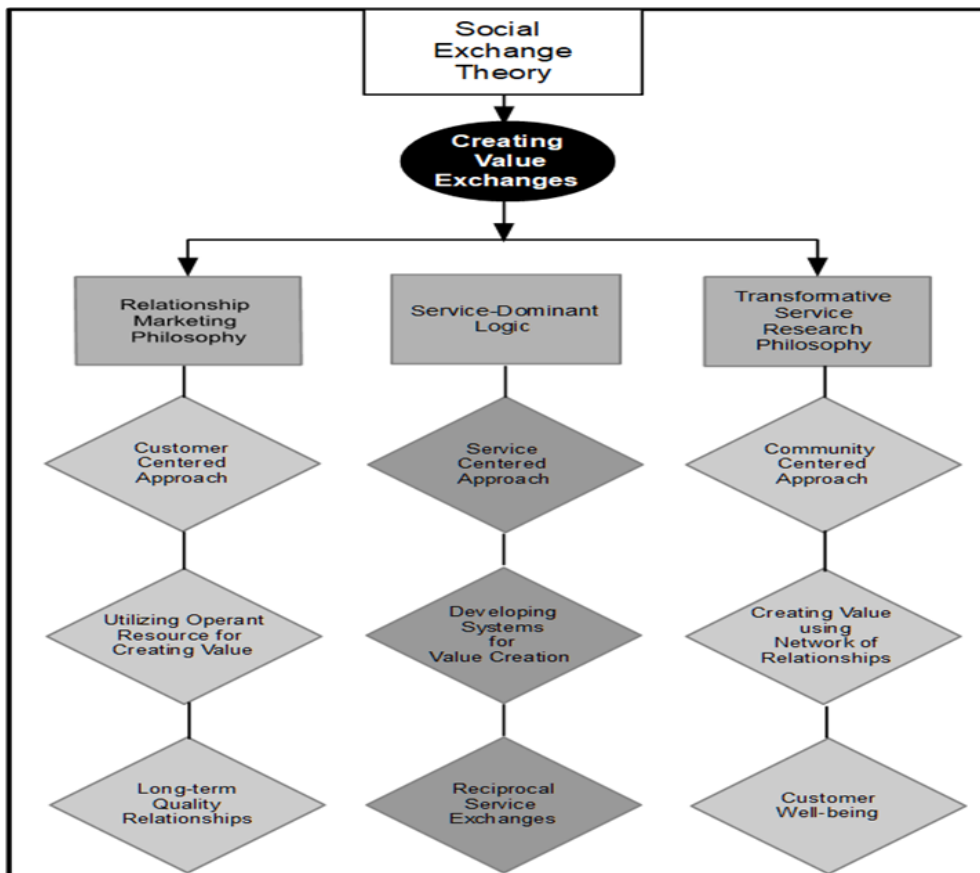 Social
Exchange
Theory
Creating
Value
Exchanges
Relationship
Marketing
Philosophy
Service-Dominant
Logic
Transformative
Service
Research
Philosophy
Customer
Centered
Approach
Service
Centered
Approach
Community
Centered
Approach
Utilizing Operant
Resource for
Creating Value
Developing
Systems
for
Value Creation
Creating Value
using
Network of
Relationships
Long-term
Quality
Relationships
Reciprocal
Service
Exchanges
Customer
Well-being